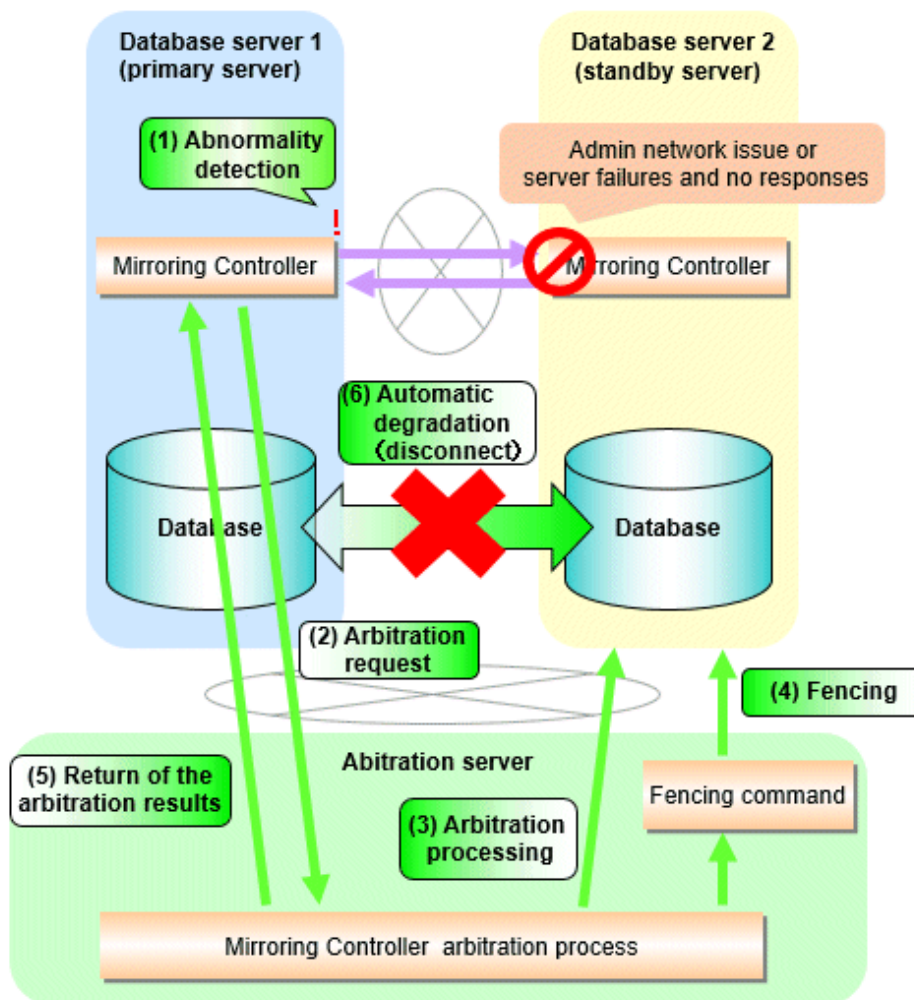 Database server 1
(primary server)
Database server 2
(standby server)
(1) Abnormality
detection
Admin network issue or
server failures and no responses
!
Mirroring Controller
Mirroring Controller
(6) Automatic
degradation
(disconnect)
Database
Database
(2) Arbitration
request
(4) Fencing
Abitration server
(5) Return of the
arbitration results
Fencing command
(3) Arbitration
processing
Mirroring Controller arbitration process